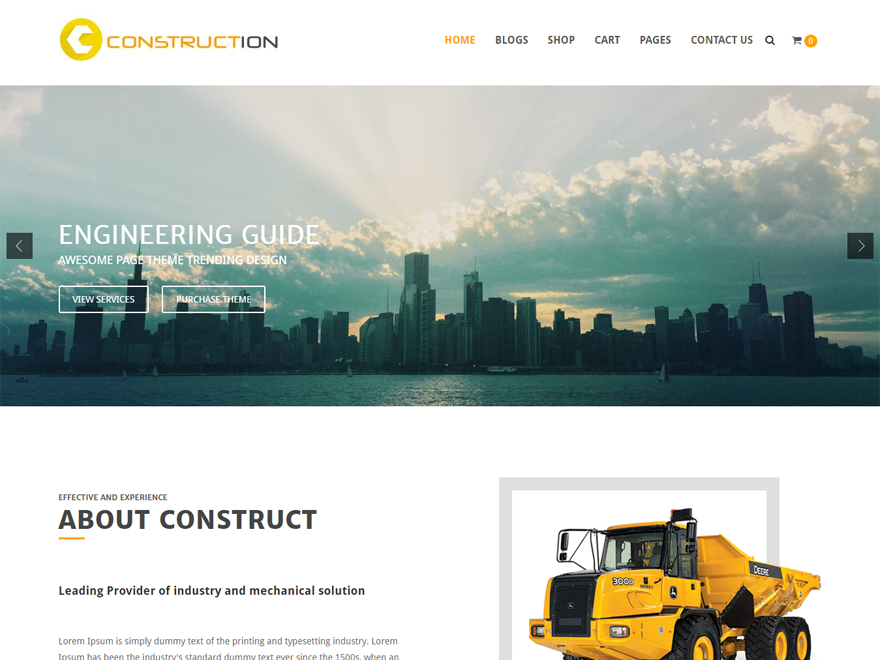 CONSTRUCTION
HOME BLOGS SHOP CART PAGES CONTACT US 0
ENGINEERING GUIDE
AWESOME PAGE THEME TRENDING DESIGN
VIEW SERVICES PURCHASE THEME
EFFECTIVE AND EXPERIENCE
ABOUT CONSTRUCT
Leading Provider of industry and mechanical solution
Lorem Ipsum is simply dummy text of the printing and typesetting industry. Lorem
Ipsum has been the industry's standard dummy text ever since the 1500s, when an
DEERE
300D